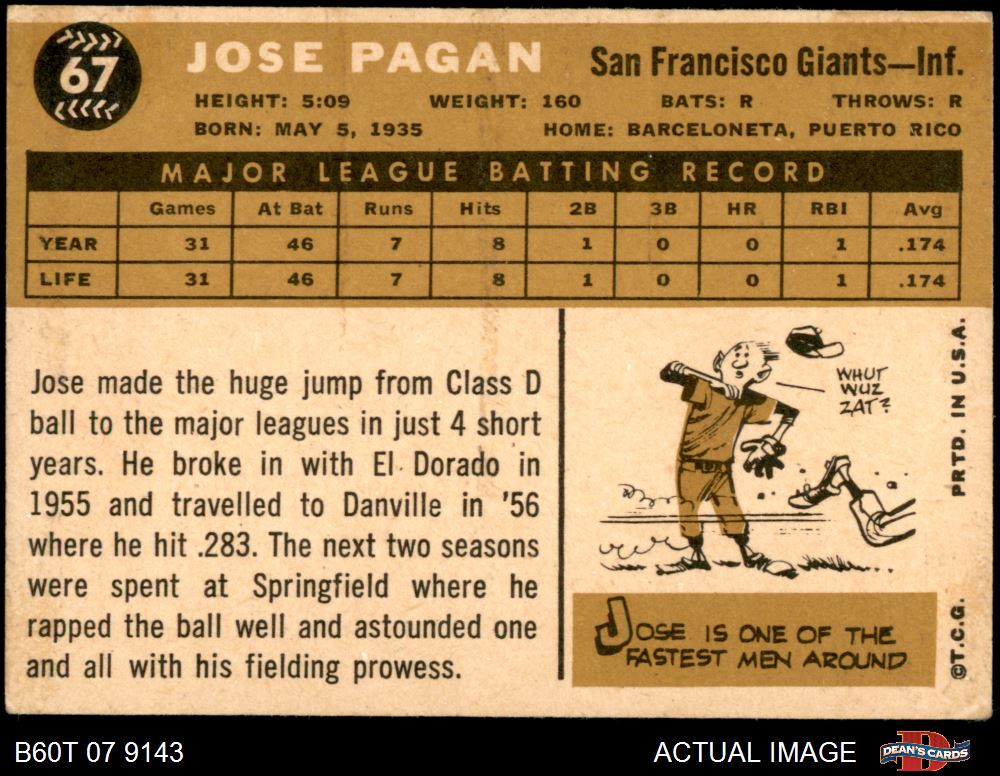 67
JOSE PAGAN
San Francisco Giants—Inf.
HEIGHT: 5:09 WEIGHT: 160 BATS: R THROWS: R
BORN: MAY 5, 1935 HOME: BARCELONETA, PUERTO RICO
MAJOR LEAGUE BATTING RECORD
Games At Bat Runs Hits 2B 3B HR RBI Avg
YEAR 31 46 7 8 1 0 0 1 .174
LIFE 31 46 7 8 1 0 0 1 .174
Jose made the huge jump from Class D
ball to the major leagues in just 4 short
years. He broke in with El Dorado in
1955 and travelled to Danville in '56
where he hit .283. The next two seasons
were spent at Springfield where he
rapped the ball well and astounded one
and all with his fielding prowess.
WHUT
WUZ
ZAT?
JOSE IS ONE OF THE
FASTEST MEN AROUND
PRTD. IN U.S.A.
©T.C.G.
B60T 07 9143
ACTUAL IMAGE
DEAN'S CARDS